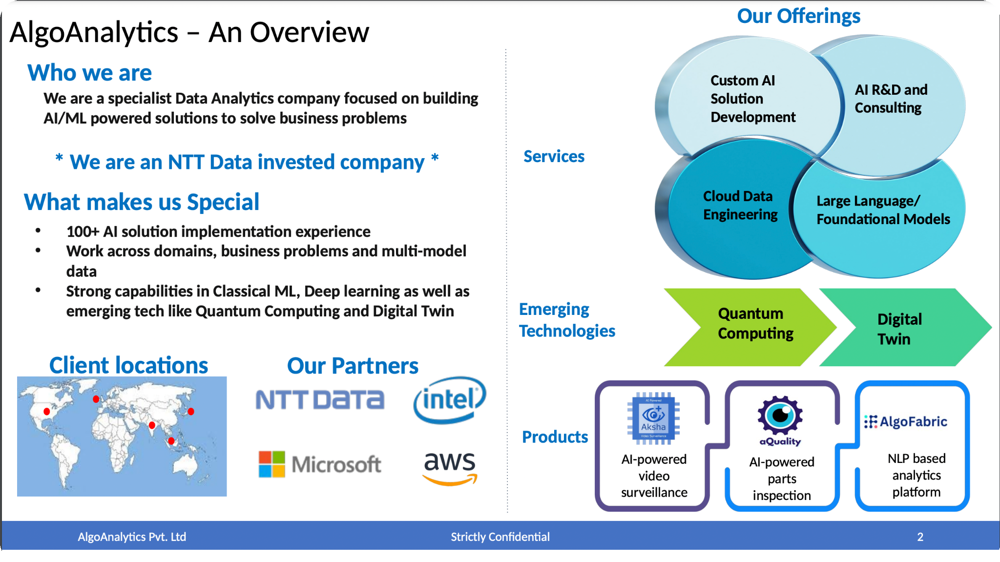 AlgoAnalytics – An Overview
Who we are
We are a specialist Data Analytics company focused on building
AI/ML powered solutions to solve business problems
* We are an NTT Data invested company *
What makes us Special
• 100+ AI solution implementation experience
• Work across domains, business problems and multi-model
data
• Strong capabilities in Classical ML, Deep learning as well as
emerging tech like Quantum Computing and Digital Twin
Client locations
Our Partners
NTT DATA
intel
Microsoft
aws
Our Offerings
Services
Custom AI
Solution
Development
AI R&D and
Consulting
Cloud Data
Engineering
Large Language/
Foundational Models
Emerging
Technologies
Quantum
Computing
Digital
Twin
Products
AI Powered
Aksha
Video Surveillance
AI-powered
video
surveillance
aQuality
AI-powered
parts
inspection
AlgoFabric
NLP based
analytics
platform
AlgoAnalytics Pvt. Ltd
Strictly Confidential
2